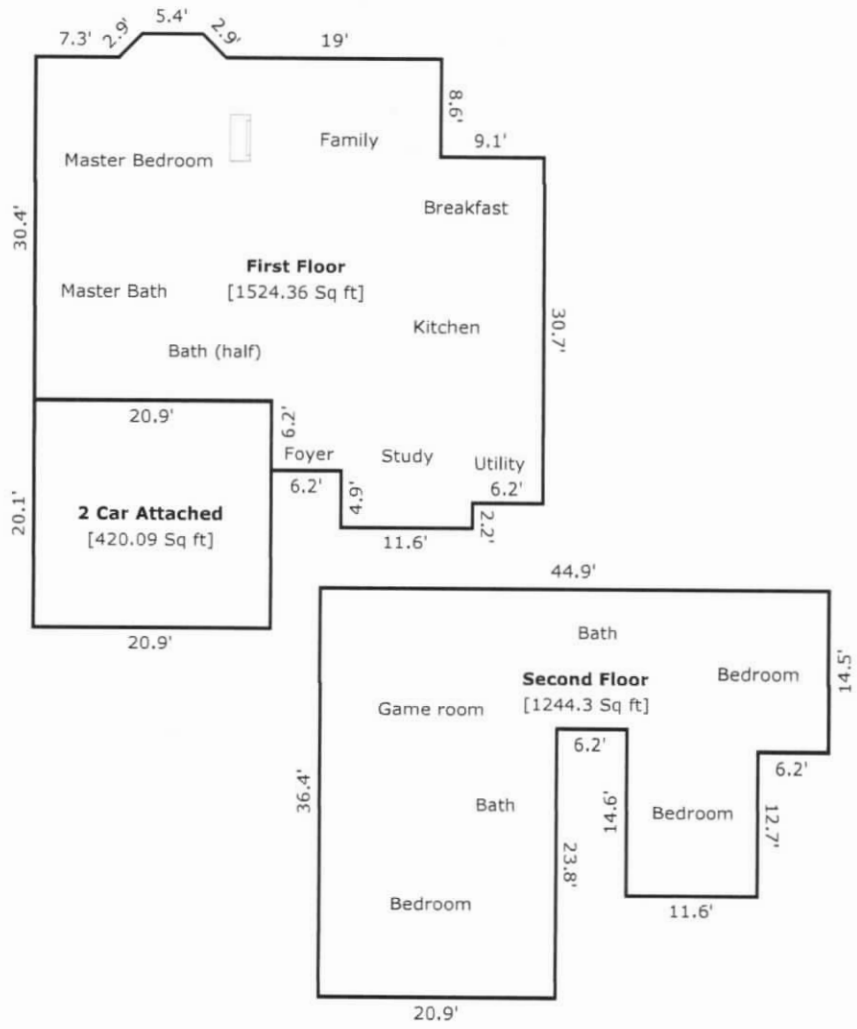 5.4'
7.3' 2.9' 2.9' 19'
8.6'
9.1'
Family
Master Bedroom
Breakfast
30.4'
First Floor
[1524.36 Sq ft]
Master Bath
Kitchen
30.7'
Bath (half)
20.9'
6.2'
Foyer Study Utility
6.2' 4.9' 6.2'
20.1'
2 Car Attached
[420.09 Sq ft]
11.6' 2.2'
20.9'
44.9'
Bath
14.5'
Second Floor
[1244.3 Sq ft]
Bedroom
Game room
6.2'
6.2'
36.4'
Bath
14.6'
Bedroom
12.7'
23.8'
Bedroom
11.6'
20.9'